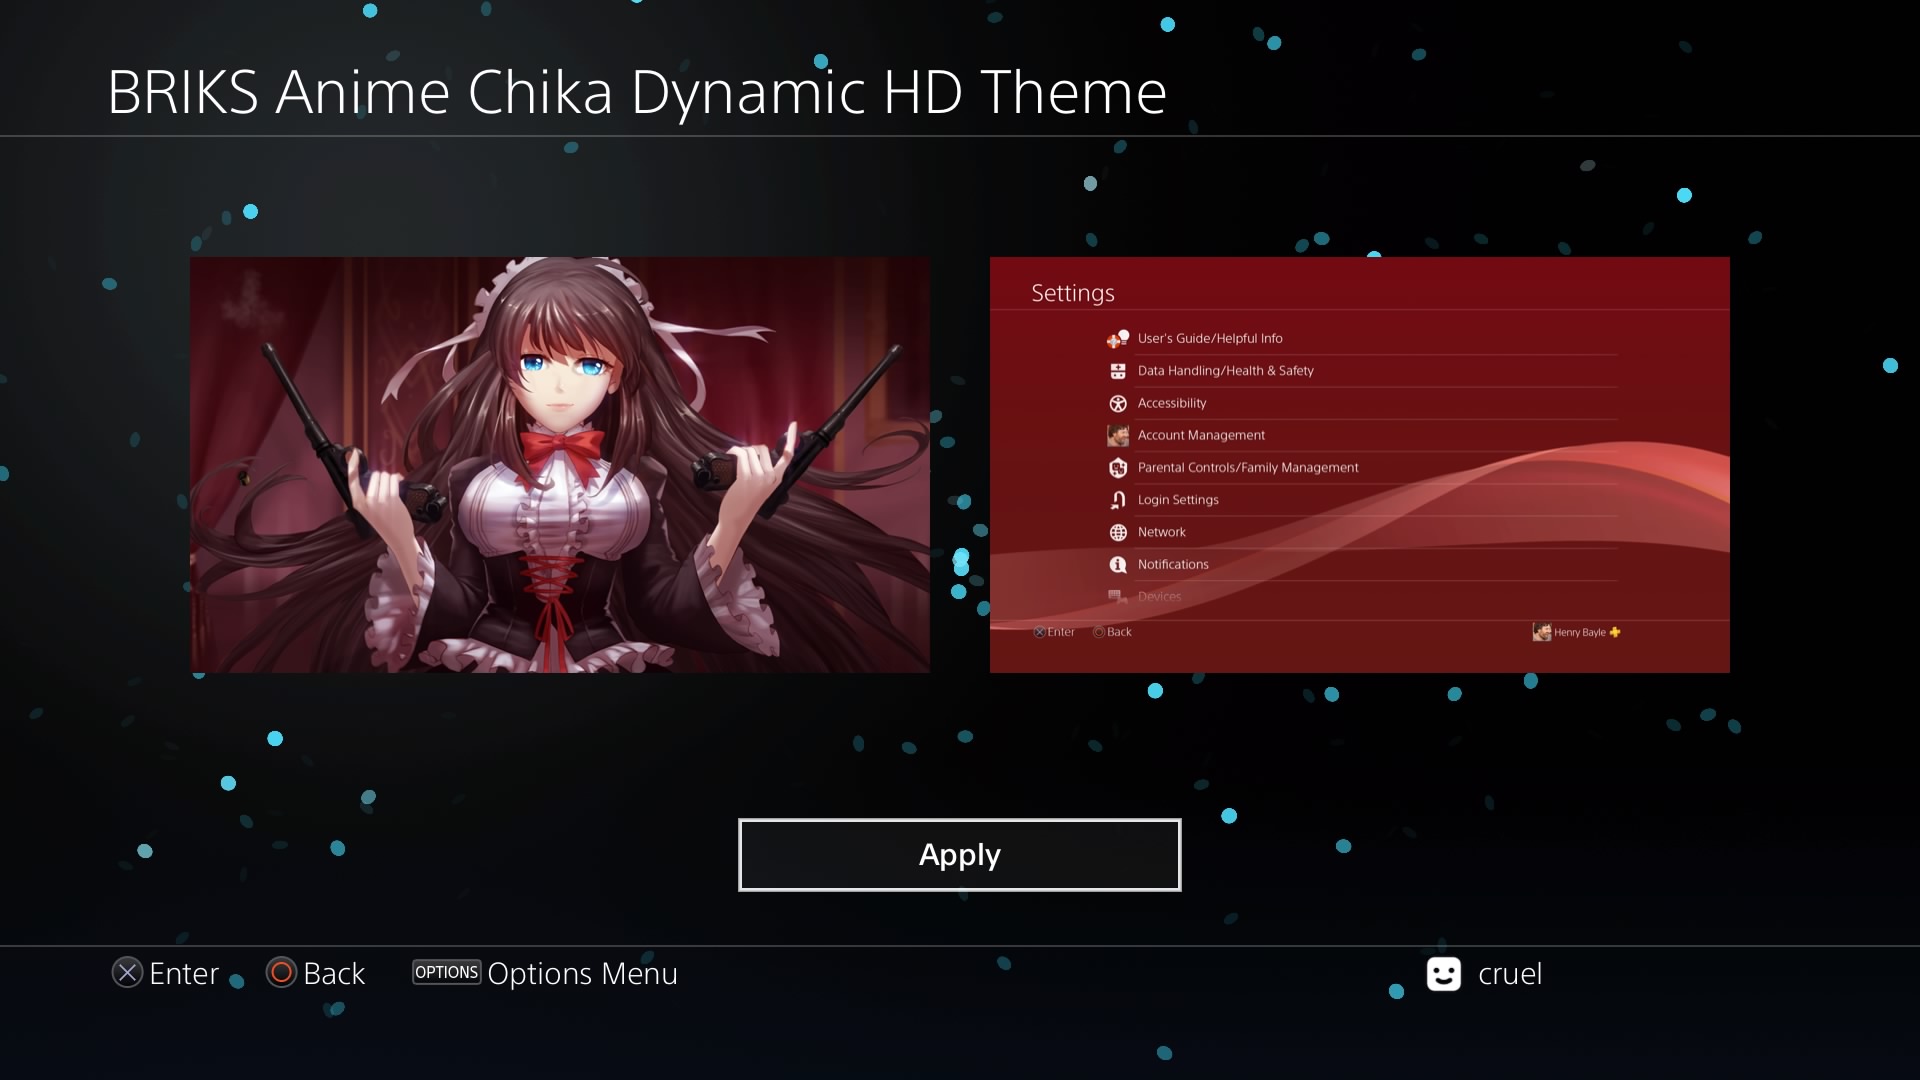 BRIKS Anime Chika Dynamic HD Theme
Settings
User's Guide/Helpful Info
Data Handling/Health & Safety
Accessibility
Account Management
Parental Controls/Family Management
Login Settings
Network
Notifications
Devices
Enter Back Henry Bayle
Apply
Enter Back OPTIONS Options Menu cruel